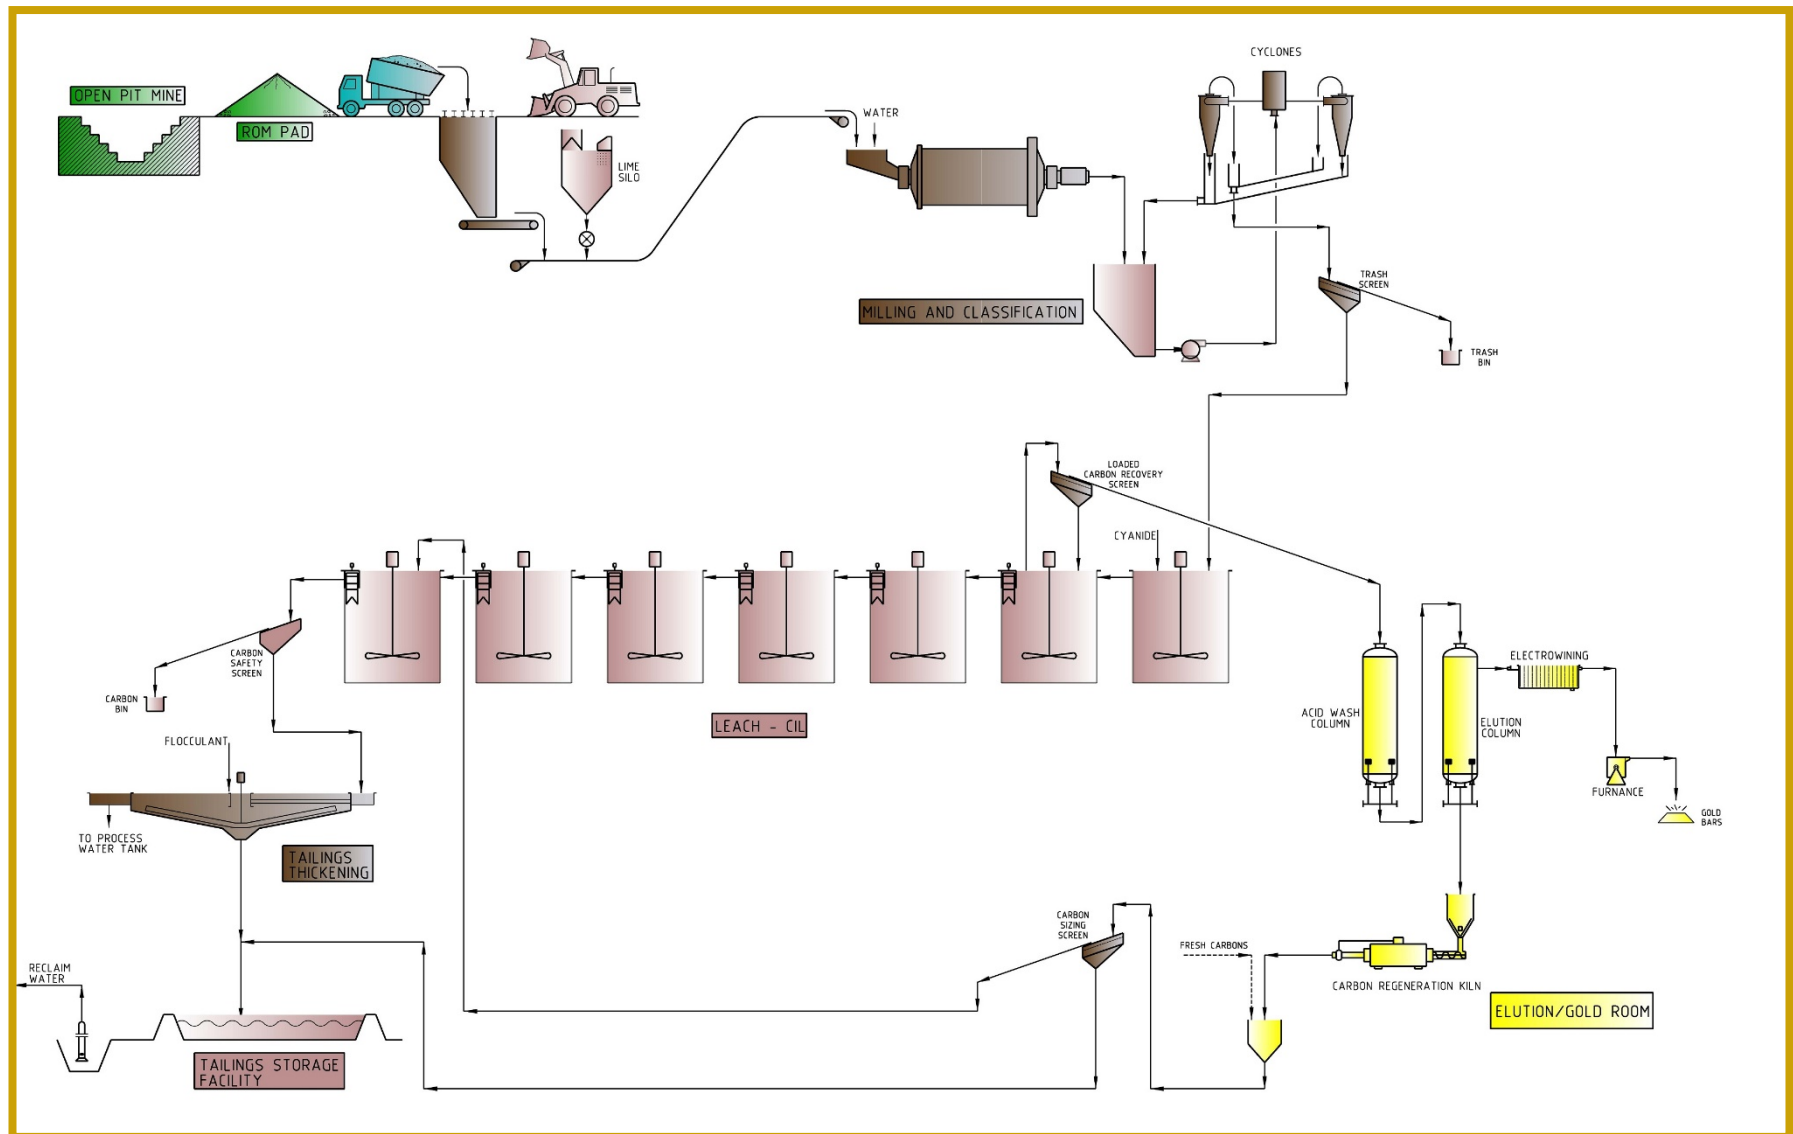 OPEN PIT MINE
ROM PAD
LIME
SILO
WATER
CYCLONES
MILLING AND CLASSIFICATION
TRASH
SCREEN
TRASH
BIN
LOADED
CARBON RECOVERY
SCREEN
CYANIDE
CARBON
SAFETY
SCREEN
CARBON
BIN
LEACH - CIL
ACID WASH
COLUMN
ELUTION
COLUMN
ELECTROWINING
FURNANCE
GOLD
BARS
FLOCCULANT
TO PROCESS
WATER TANK
TAILINGS
THICKENING
CARBON
SIZING
SCREEN
FRESH CARBONS
CARBON REGENERATION KILN
ELUTION/GOLD ROOM
RECLAIM
WATER
TAILINGS STORAGE
FACILITY